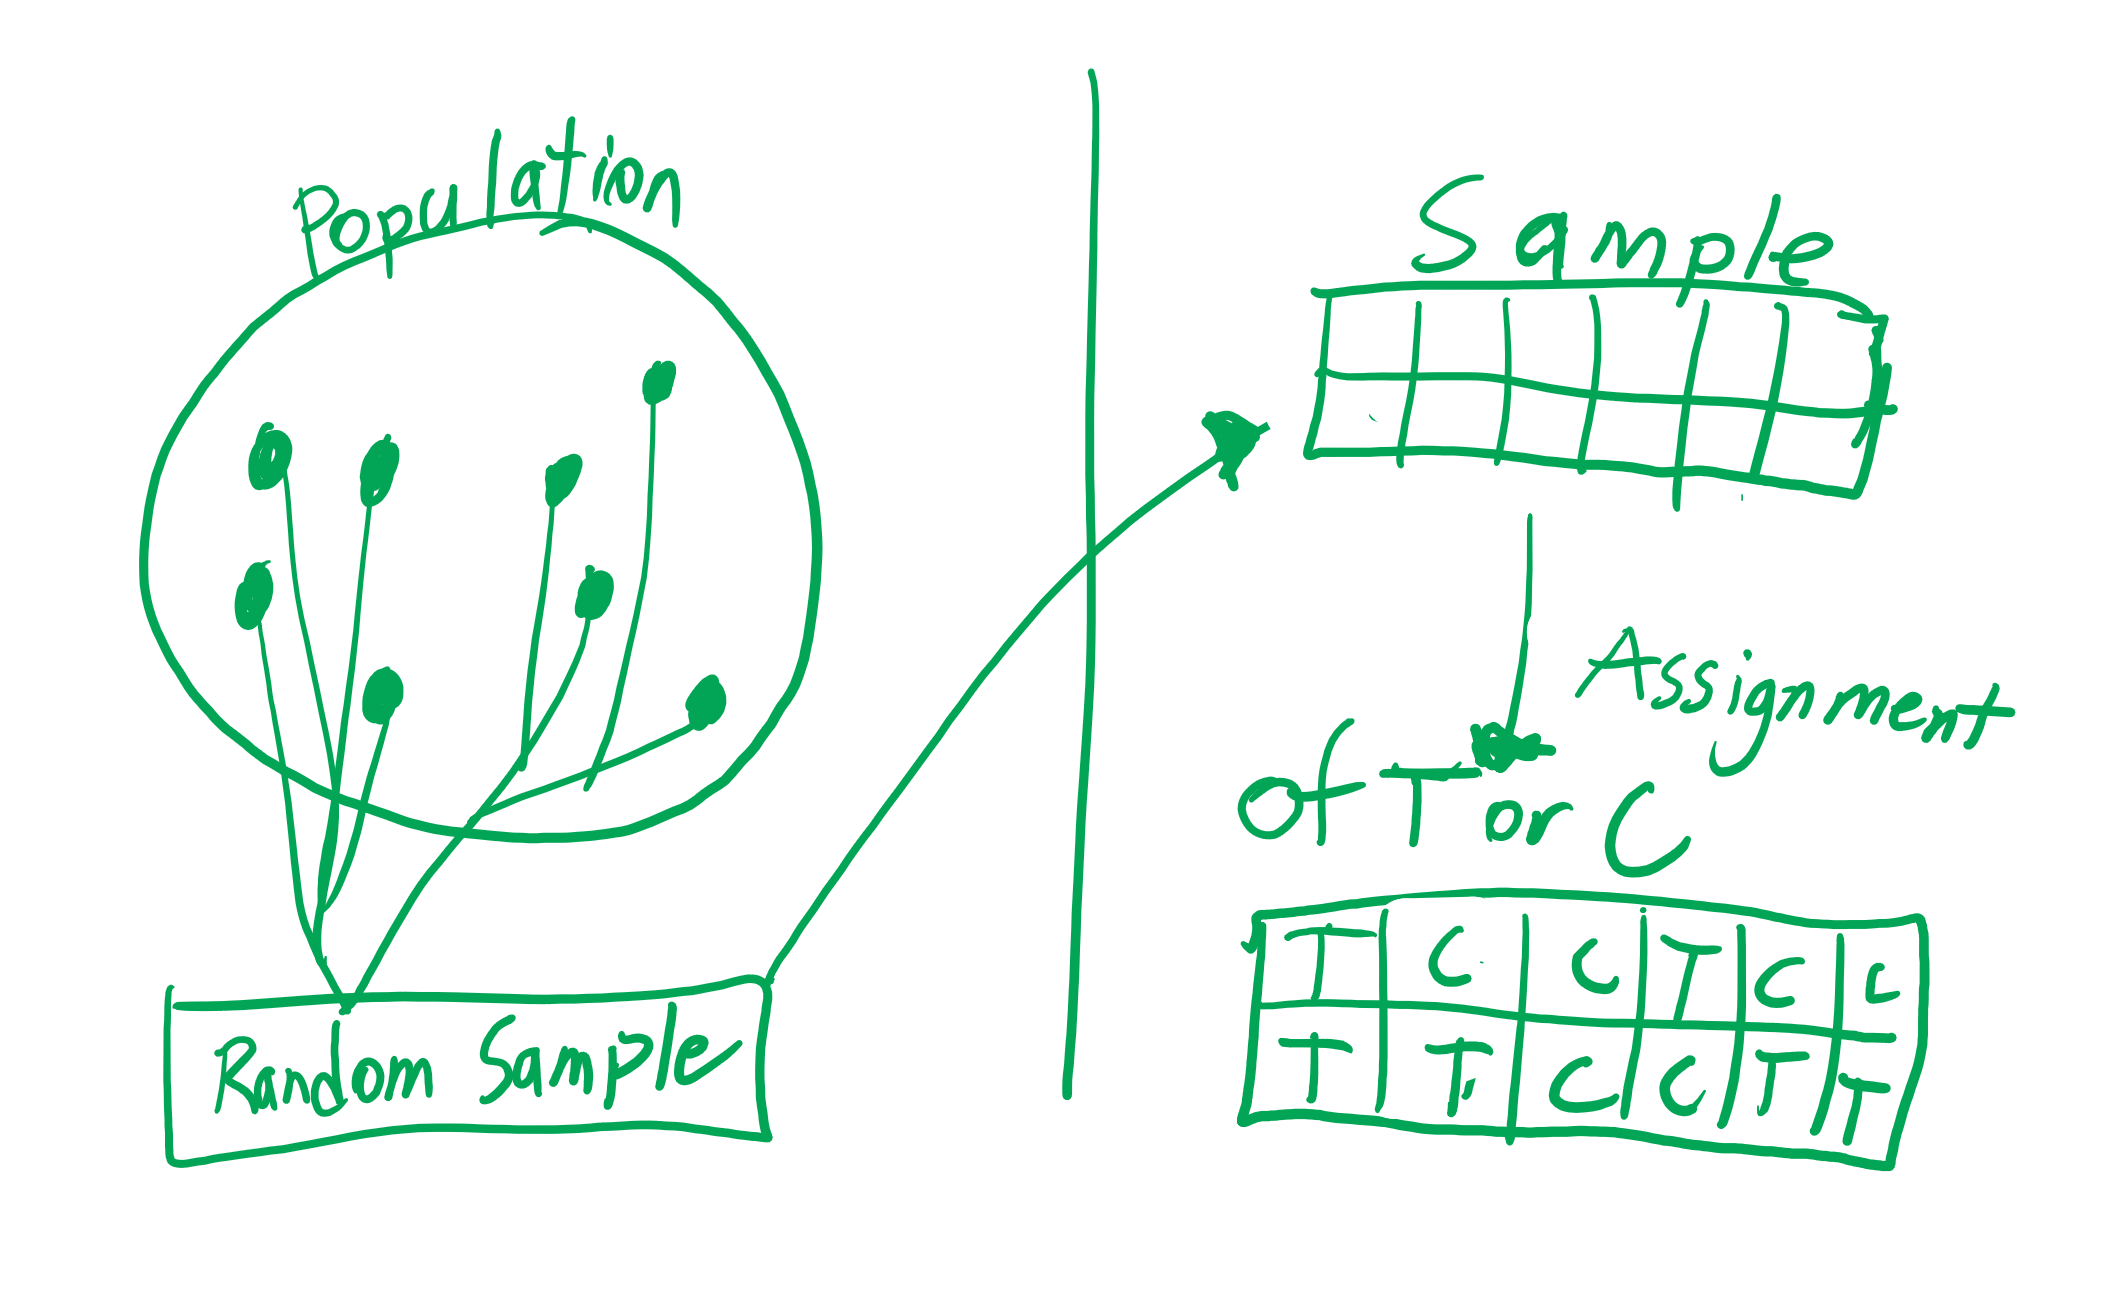 Population
Random Sample
Sample
Assignment
of T or C
T C C T C C
T T C C T T